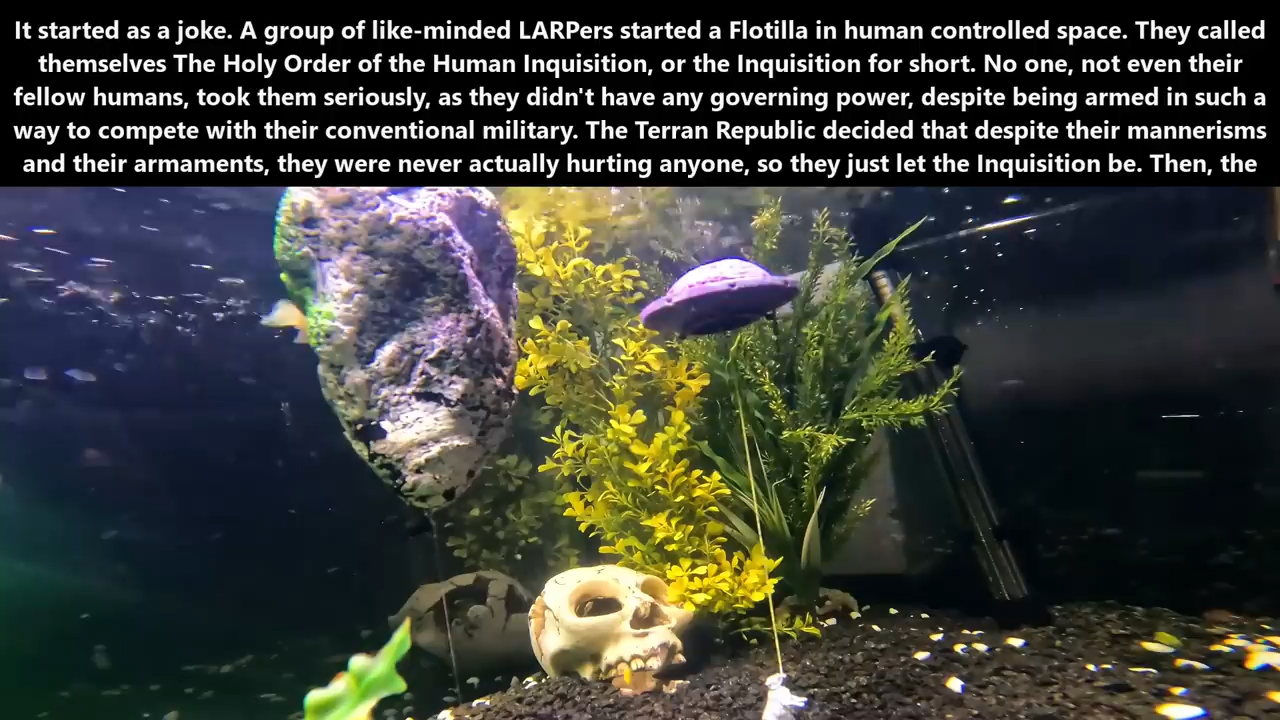 It started as a joke. A group of like-minded LARPers started a Flotilla in human controlled space. They called
themselves The Holy Order of the Human Inquisition, or the Inquisition for short. No one, not even their
fellow humans, took them seriously, as they didn't have any governing power, despite being armed in such a
way to compete with their conventional military. The Terran Republic decided that despite their mannerisms
and their armaments, they were never actually hurting anyone, so they just let the Inquisition be. Then, the